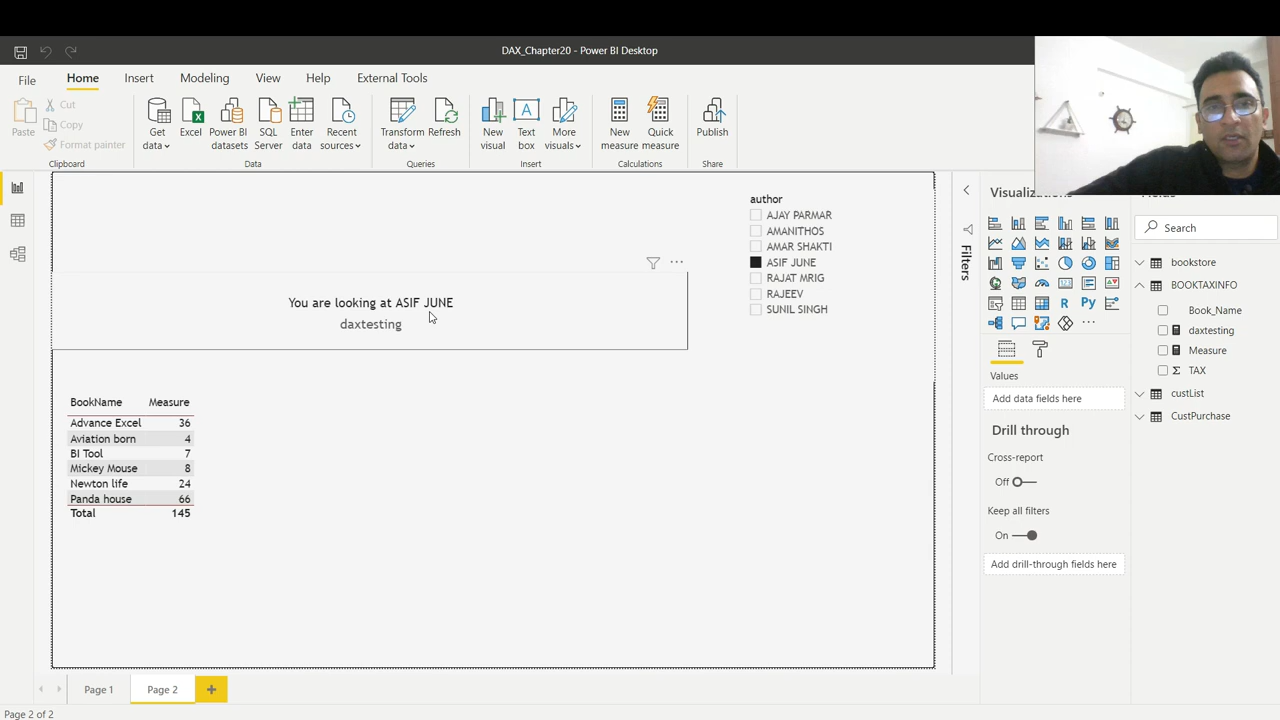 DAX_Chapter20 - Power BI Desktop
File
Home
Insert
Modeling
View
Help
External Tools
Paste
Cut
Copy
Format painter
Clipboard
Get data
Excel
Power BI datasets
SQL Server
Enter data
Recent sources
Data
Transform data
Refresh
Queries
New visual
Text box
More visuals
Insert
New measure
Quick measure
Calculations
Publish
Share
You are looking at ASIF JUNE
daxtesting
author
AJAY PARMAR
AMANITHOS
AMAR SHAKTI
ASIF JUNE
RAJAT MRIG
RAJEEV
SUNIL SINGH
BookName Measure
Advance Excel 36
Aviation born 4
BI Tool 7
Mickey Mouse 8
Newton life 24
Panda house 66
Total 145
Filters
Visualizations
R
Py
Values
Add data fields here
Drill through
Cross-report
Off
Keep all filters
On
Add drill-through fields here
Search
bookstore
BOOKTAXINFO
Book_Name
daxtesting
Measure
TAX
custList
CustPurchase
Page 1
Page 2
Page 2 of 2